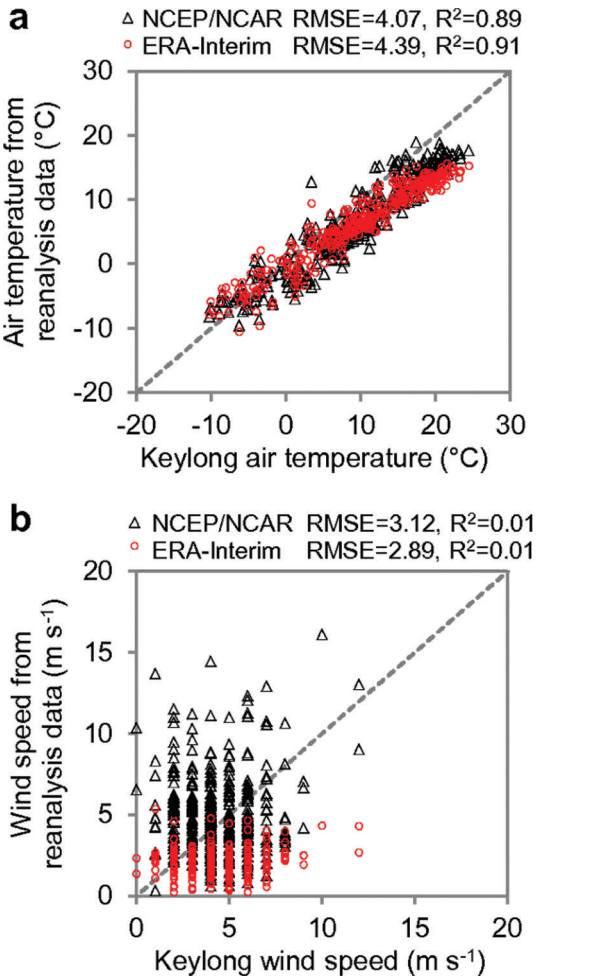 a
△ NCEP/NCAR RMSE=4.07, R²=0.89
○ ERA-Interim RMSE=4.39, R²=0.91
Air temperature from
reanalysis data (°C)
30
20
10
0
-10
-20
-20 -10 0 10 20 30
Keylong air temperature (°C)
b
△ NCEP/NCAR RMSE=3.12, R²=0.01
○ ERA-Interim RMSE=2.89, R²=0.01
Wind speed from
reanalysis data (m s⁻¹)
20
15
10
5
0
0 5 10 15 20
Keylong wind speed (m s⁻¹)